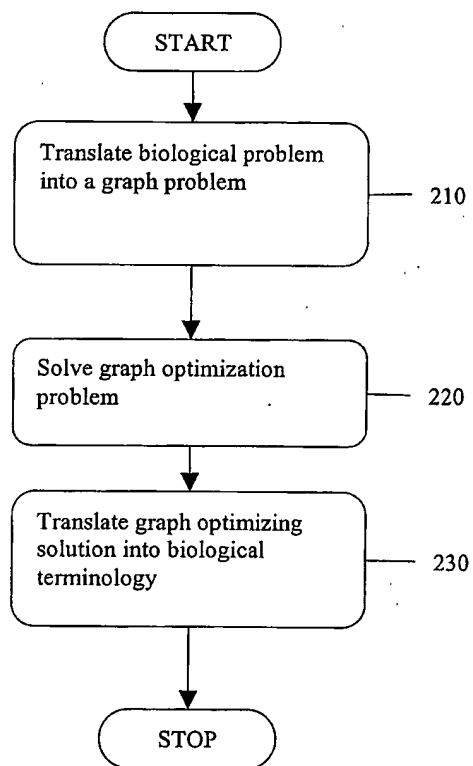 START
Translate biological problem
into a graph problem
210
Solve graph optimization
problem
220
Translate graph optimizing
solution into biological
terminology
230
STOP